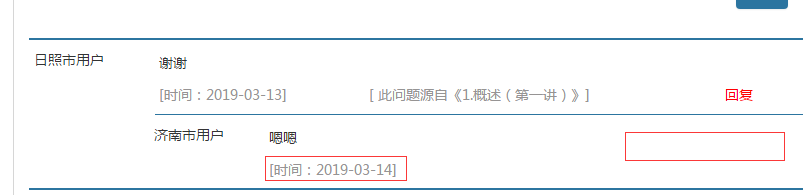 日照市用户
谢谢
[时间：2019-03-13] [ 此问题源自《1.概述（第一讲）》] 回复
济南市用户
嗯嗯
[时间：2019-03-14]